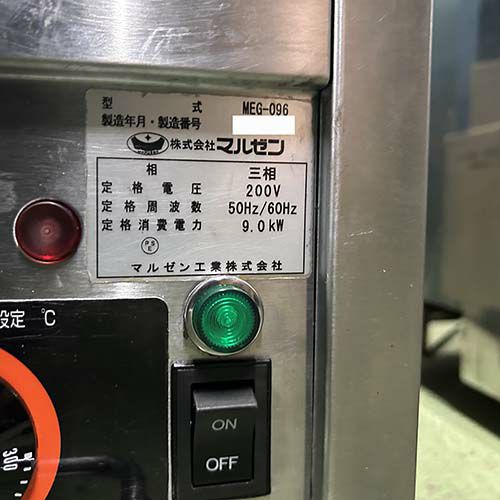 型 式 MEG-096
製造年月・製造番号
株式会社マルゼン
相 三相
定格電圧 200V
定格周波数 50Hz/60Hz
定格消費電力 9.0kW
PSE
マルゼン工業株式会社
設定 ℃
300
ON
OFF